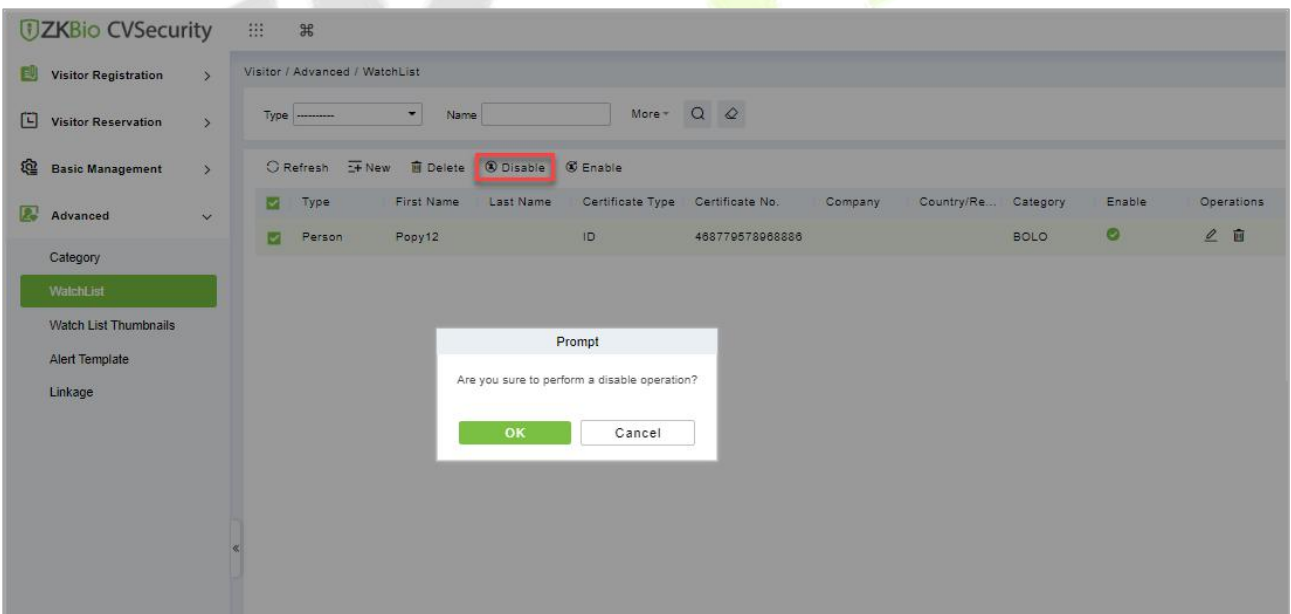 ZKBio CVSecurity
Visitor Registration
Visitor Reservation
Basic Management
Advanced
Category
WatchList
Watch List Thumbnails
Alert Template
Linkage
Visitor / Advanced / WatchList
Type ---------- Name More
Refresh New Delete Disable Enable
Type First Name Last Name Certificate Type Certificate No. Company Country/Re... Category Enable Operations
Person Popy12 ID 468779578968886 BOLO
Prompt
Are you sure to perform a disable operation?
OK Cancel